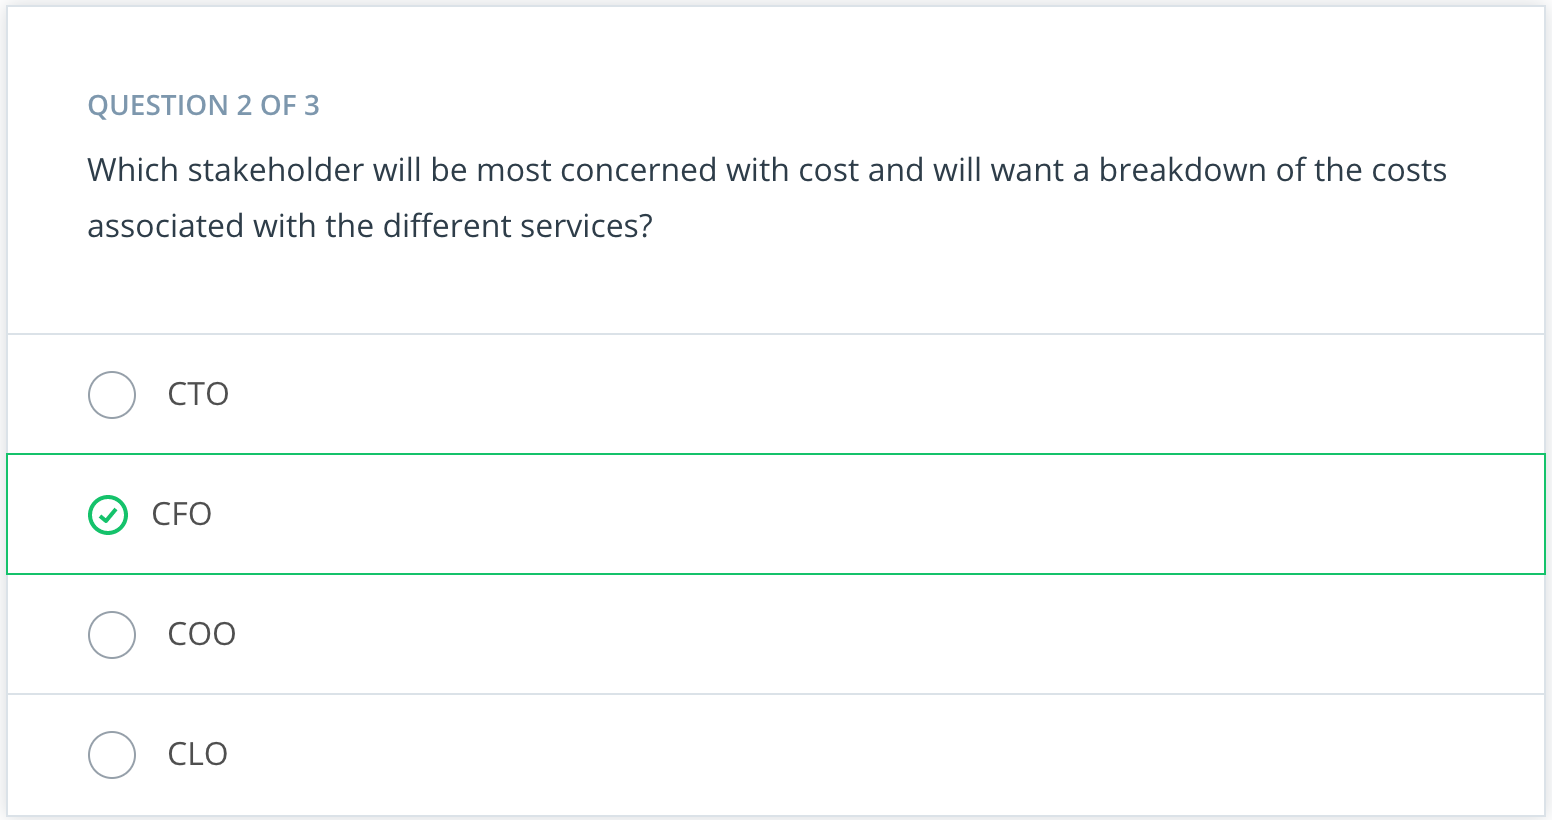 QUESTION 2 OF 3
Which stakeholder will be most concerned with cost and will want a breakdown of the costs
associated with the different services?
CTO
CFO
COO
CLO